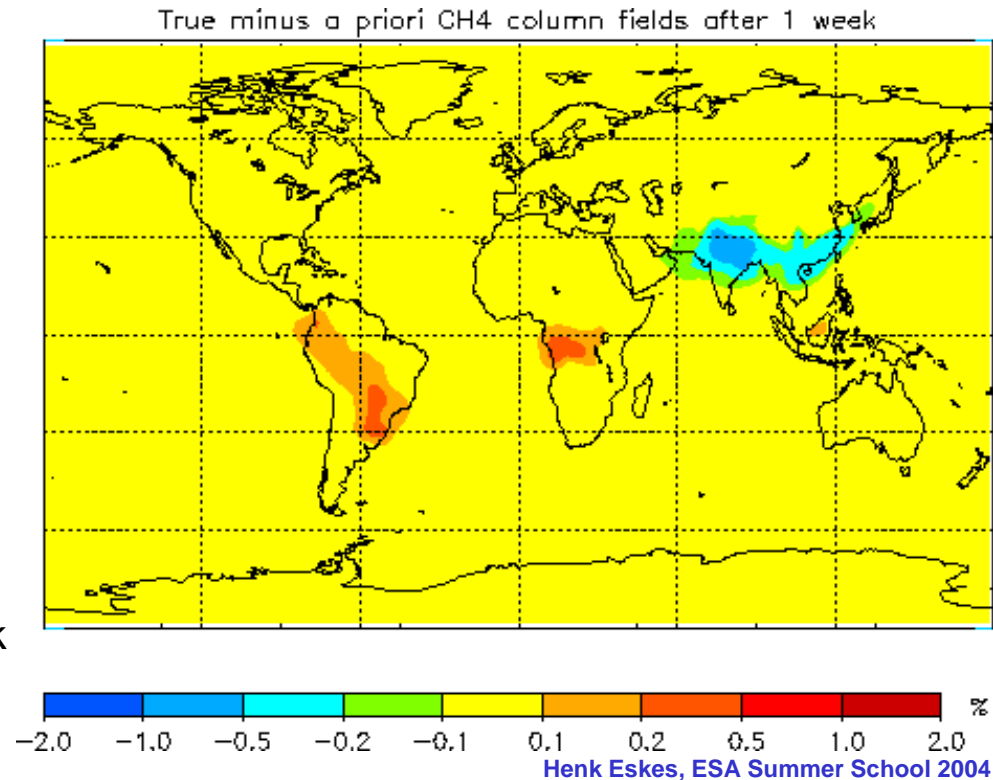 True minus a priori CH4 column fields after 1 week
k
%
−2.0 −1.0 −0.5 −0.2 −0.1 0.1 0.2 0.5 1.0 2.0
Henk Eskes, ESA Summer School 2004